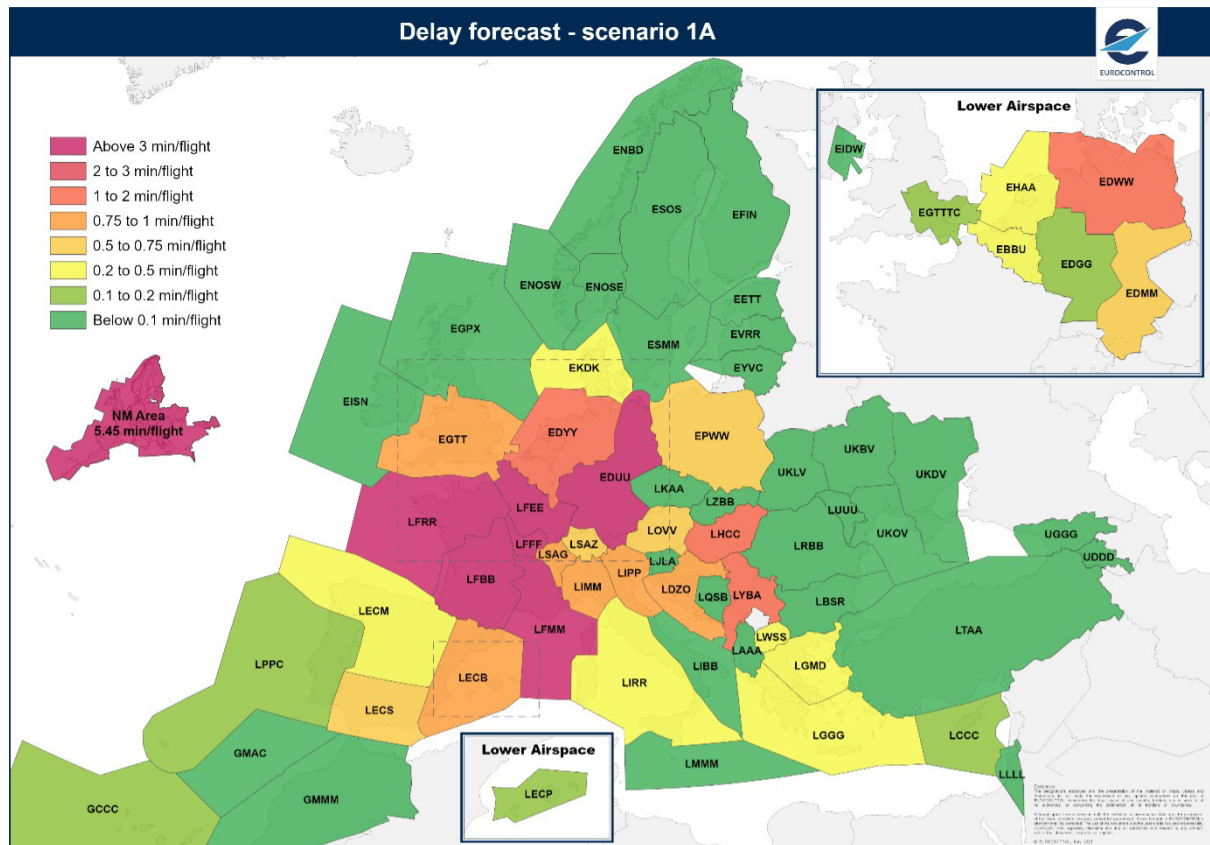 Delay forecast - scenario 1A
EUROCONTROL
Above 3 min/flight
2 to 3 min/flight
1 to 2 min/flight
0.75 to 1 min/flight
0.5 to 0.75 min/flight
0.2 to 0.5 min/flight
0.1 to 0.2 min/flight
Below 0.1 min/flight
NM Area
5.45 min/flight
Lower Airspace
EIDW
EHAA
EDWW
EGTTTC
EBBU
EDGG
EDMM
ENBD
ESOS
EFIN
ENOSW
ENOSE
EETT
EGPX
ESMM
EVRR
EYVC
EKDK
EISN
EGTT
EDYY
EPWW
EDUU
UKLV
UKBV
UKDV
LKAA
LZBB
LFRR
LFEE
LUUU
UKOV
LFFF
LSAZ
LOVV
LHCC
LSAG
LJLA
LRBB
UGGG
UDDD
LFBB
LIMM
LIPP
LDZO
LQSB
LYBA
LBSR
LECM
LFMM
LWSS
LTAA
LPPC
LAAA
LGMD
LIBB
LECB
LIRR
LECS
LGGG
LCCC
GMAC
LMMM
LLLL
GMMM
GCCC
Lower Airspace
LECP